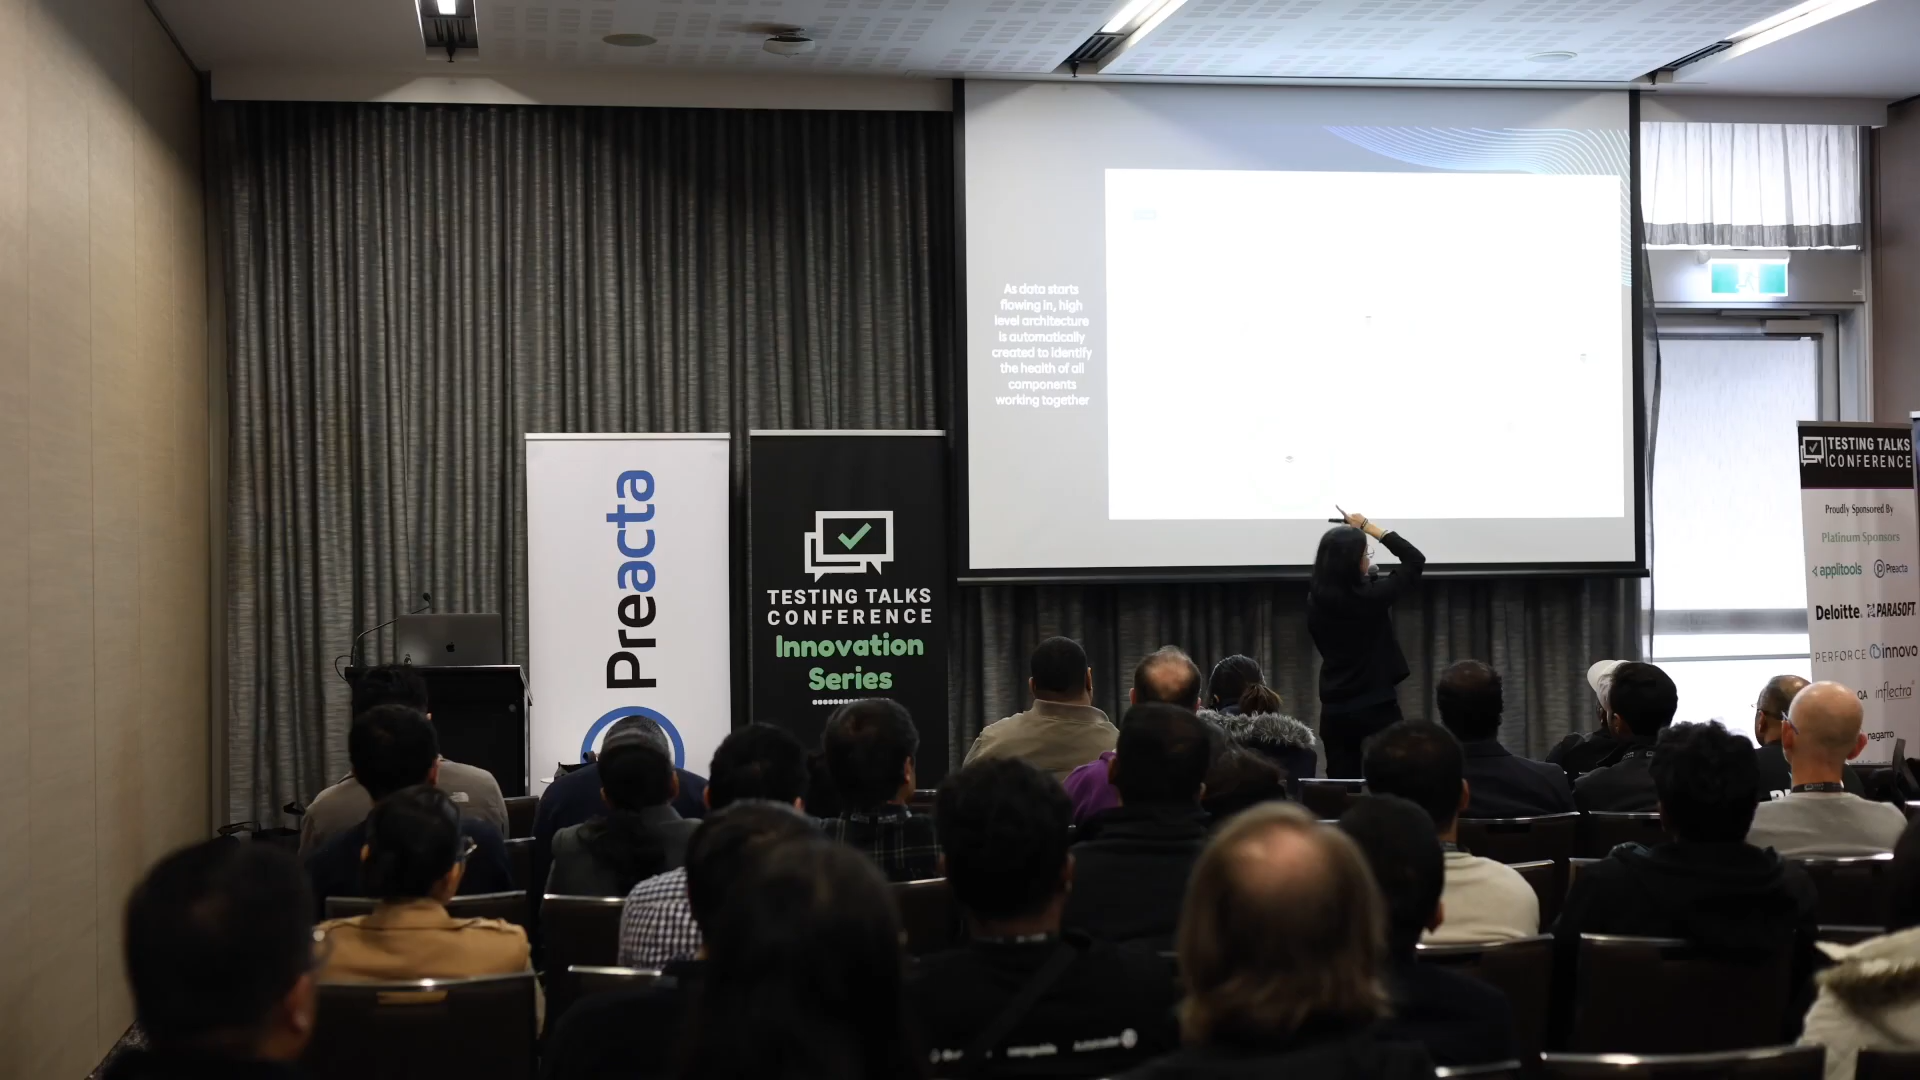 As data starts
flowing in, high
level architecture
is automatically
created to identify
the health of all
components
working together
Preacta
TESTING TALKS
CONFERENCE
Innovation
Series
TESTING TALKS
CONFERENCE
Proudly Sponsored By
Platinum Sponsors
applitools
Preacta
Deloitte.
PARASOFT
PERFORCE
innovo
QA
inflectra
nagarro